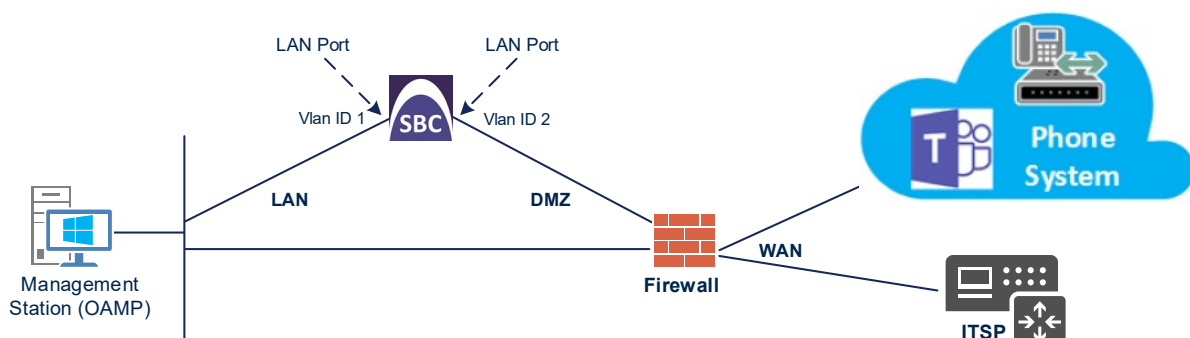 LAN Port
LAN Port
Vlan ID 1
SBC
Vlan ID 2
T
Phone
System
LAN
DMZ
WAN
Management
Station (OAMP)
Firewall
ITSP